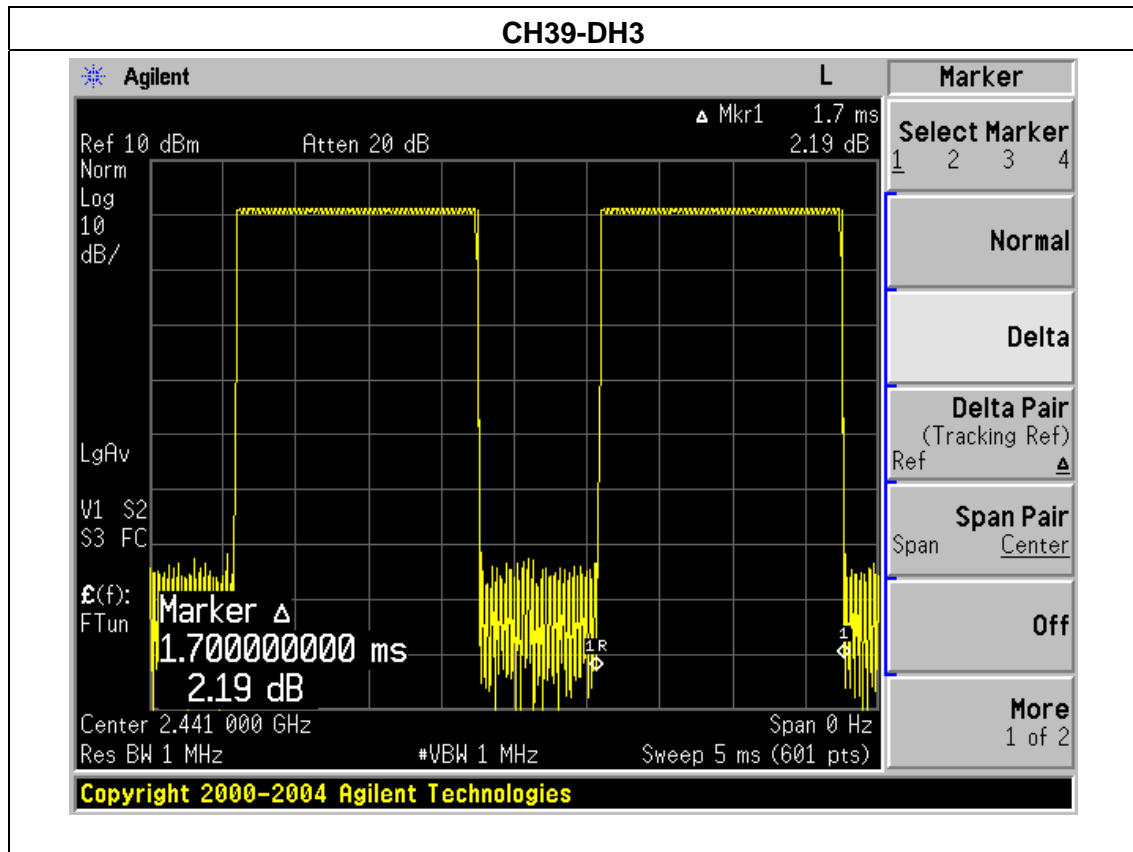 CH39-DH3
Agilent L Marker
Δ Mkr1 1.7 ms
Ref 10 dBm Atten 20 dB 2.19 dB
Norm
Log
10
dB/
LgAv
V1 S2
S3 FC
£(f):
FTun
1R
1
Marker Δ
1.700000000 ms
2.19 dB
Center 2.441 000 GHz Span 0 Hz
Res BW 1 MHz #VBW 1 MHz Sweep 5 ms (601 pts)
Select Marker
1 2 3 4
Normal
Delta
Delta Pair
(Tracking Ref)
Ref Δ
Span Pair
Span Center
Off
More
1 of 2
Copyright 2000-2004 Agilent Technologies